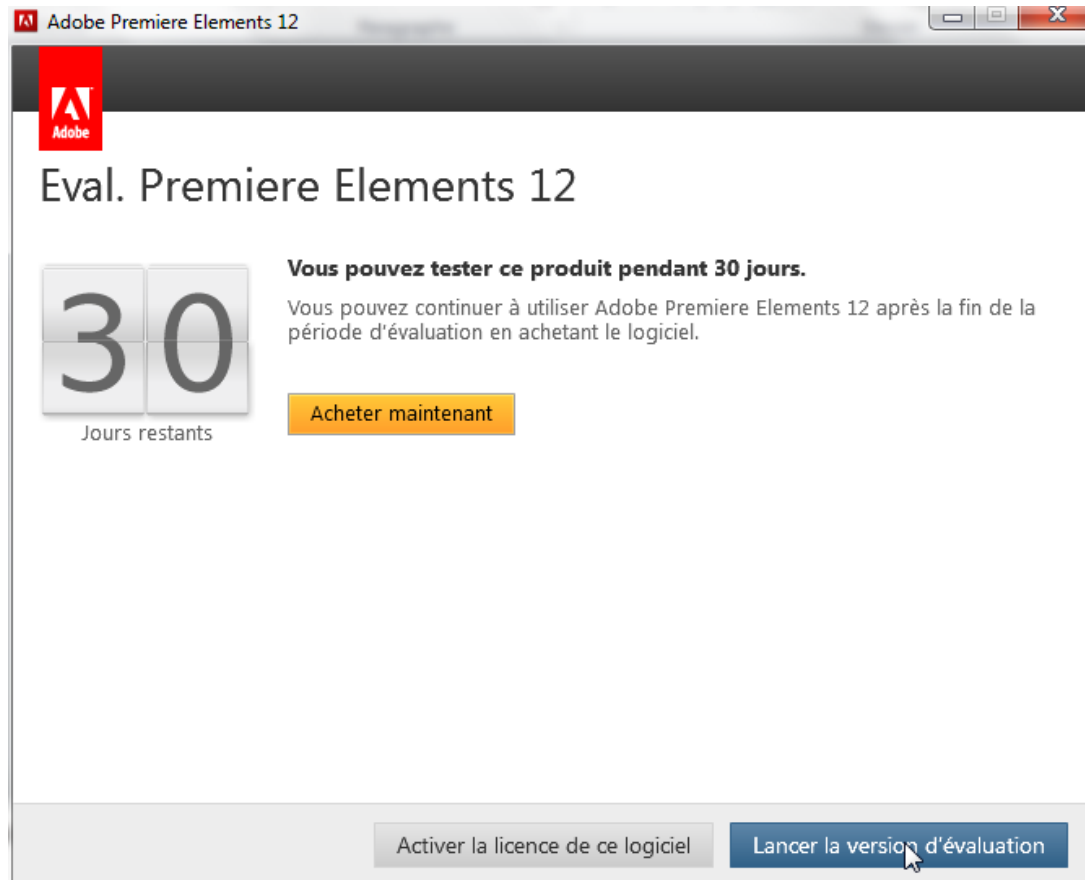 Adobe Premiere Elements 12
Adobe
Eval. Premiere Elements 12
30
Jours restants
Vous pouvez tester ce produit pendant 30 jours.
Vous pouvez continuer à utiliser Adobe Premiere Elements 12 après la fin de la
période d'évaluation en achetant le logiciel.
Acheter maintenant
Activer la licence de ce logiciel
Lancer la version d'évaluation